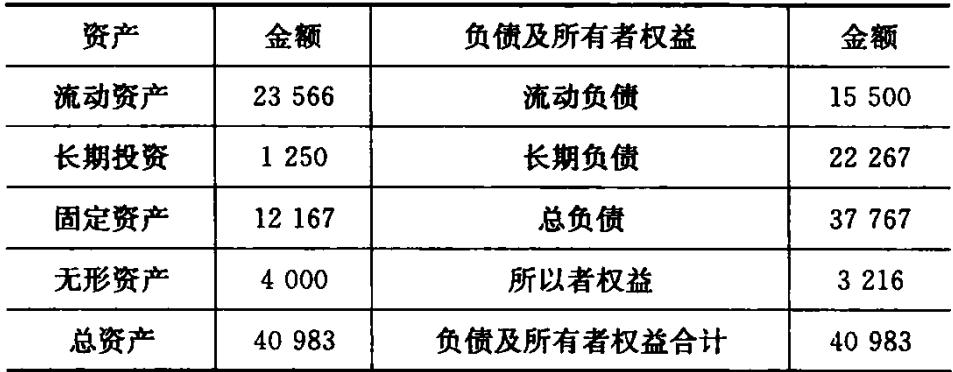 资产 金额 负债及所有者权益 金额
流动资产 23 566 流动负债 15 500
长期投资 1 250 长期负债 22 267
固定资产 12 167 总负债 37 767
无形资产 4 000 所以者权益 3 216
总资产 40 983 负债及所有者权益合计 40 983